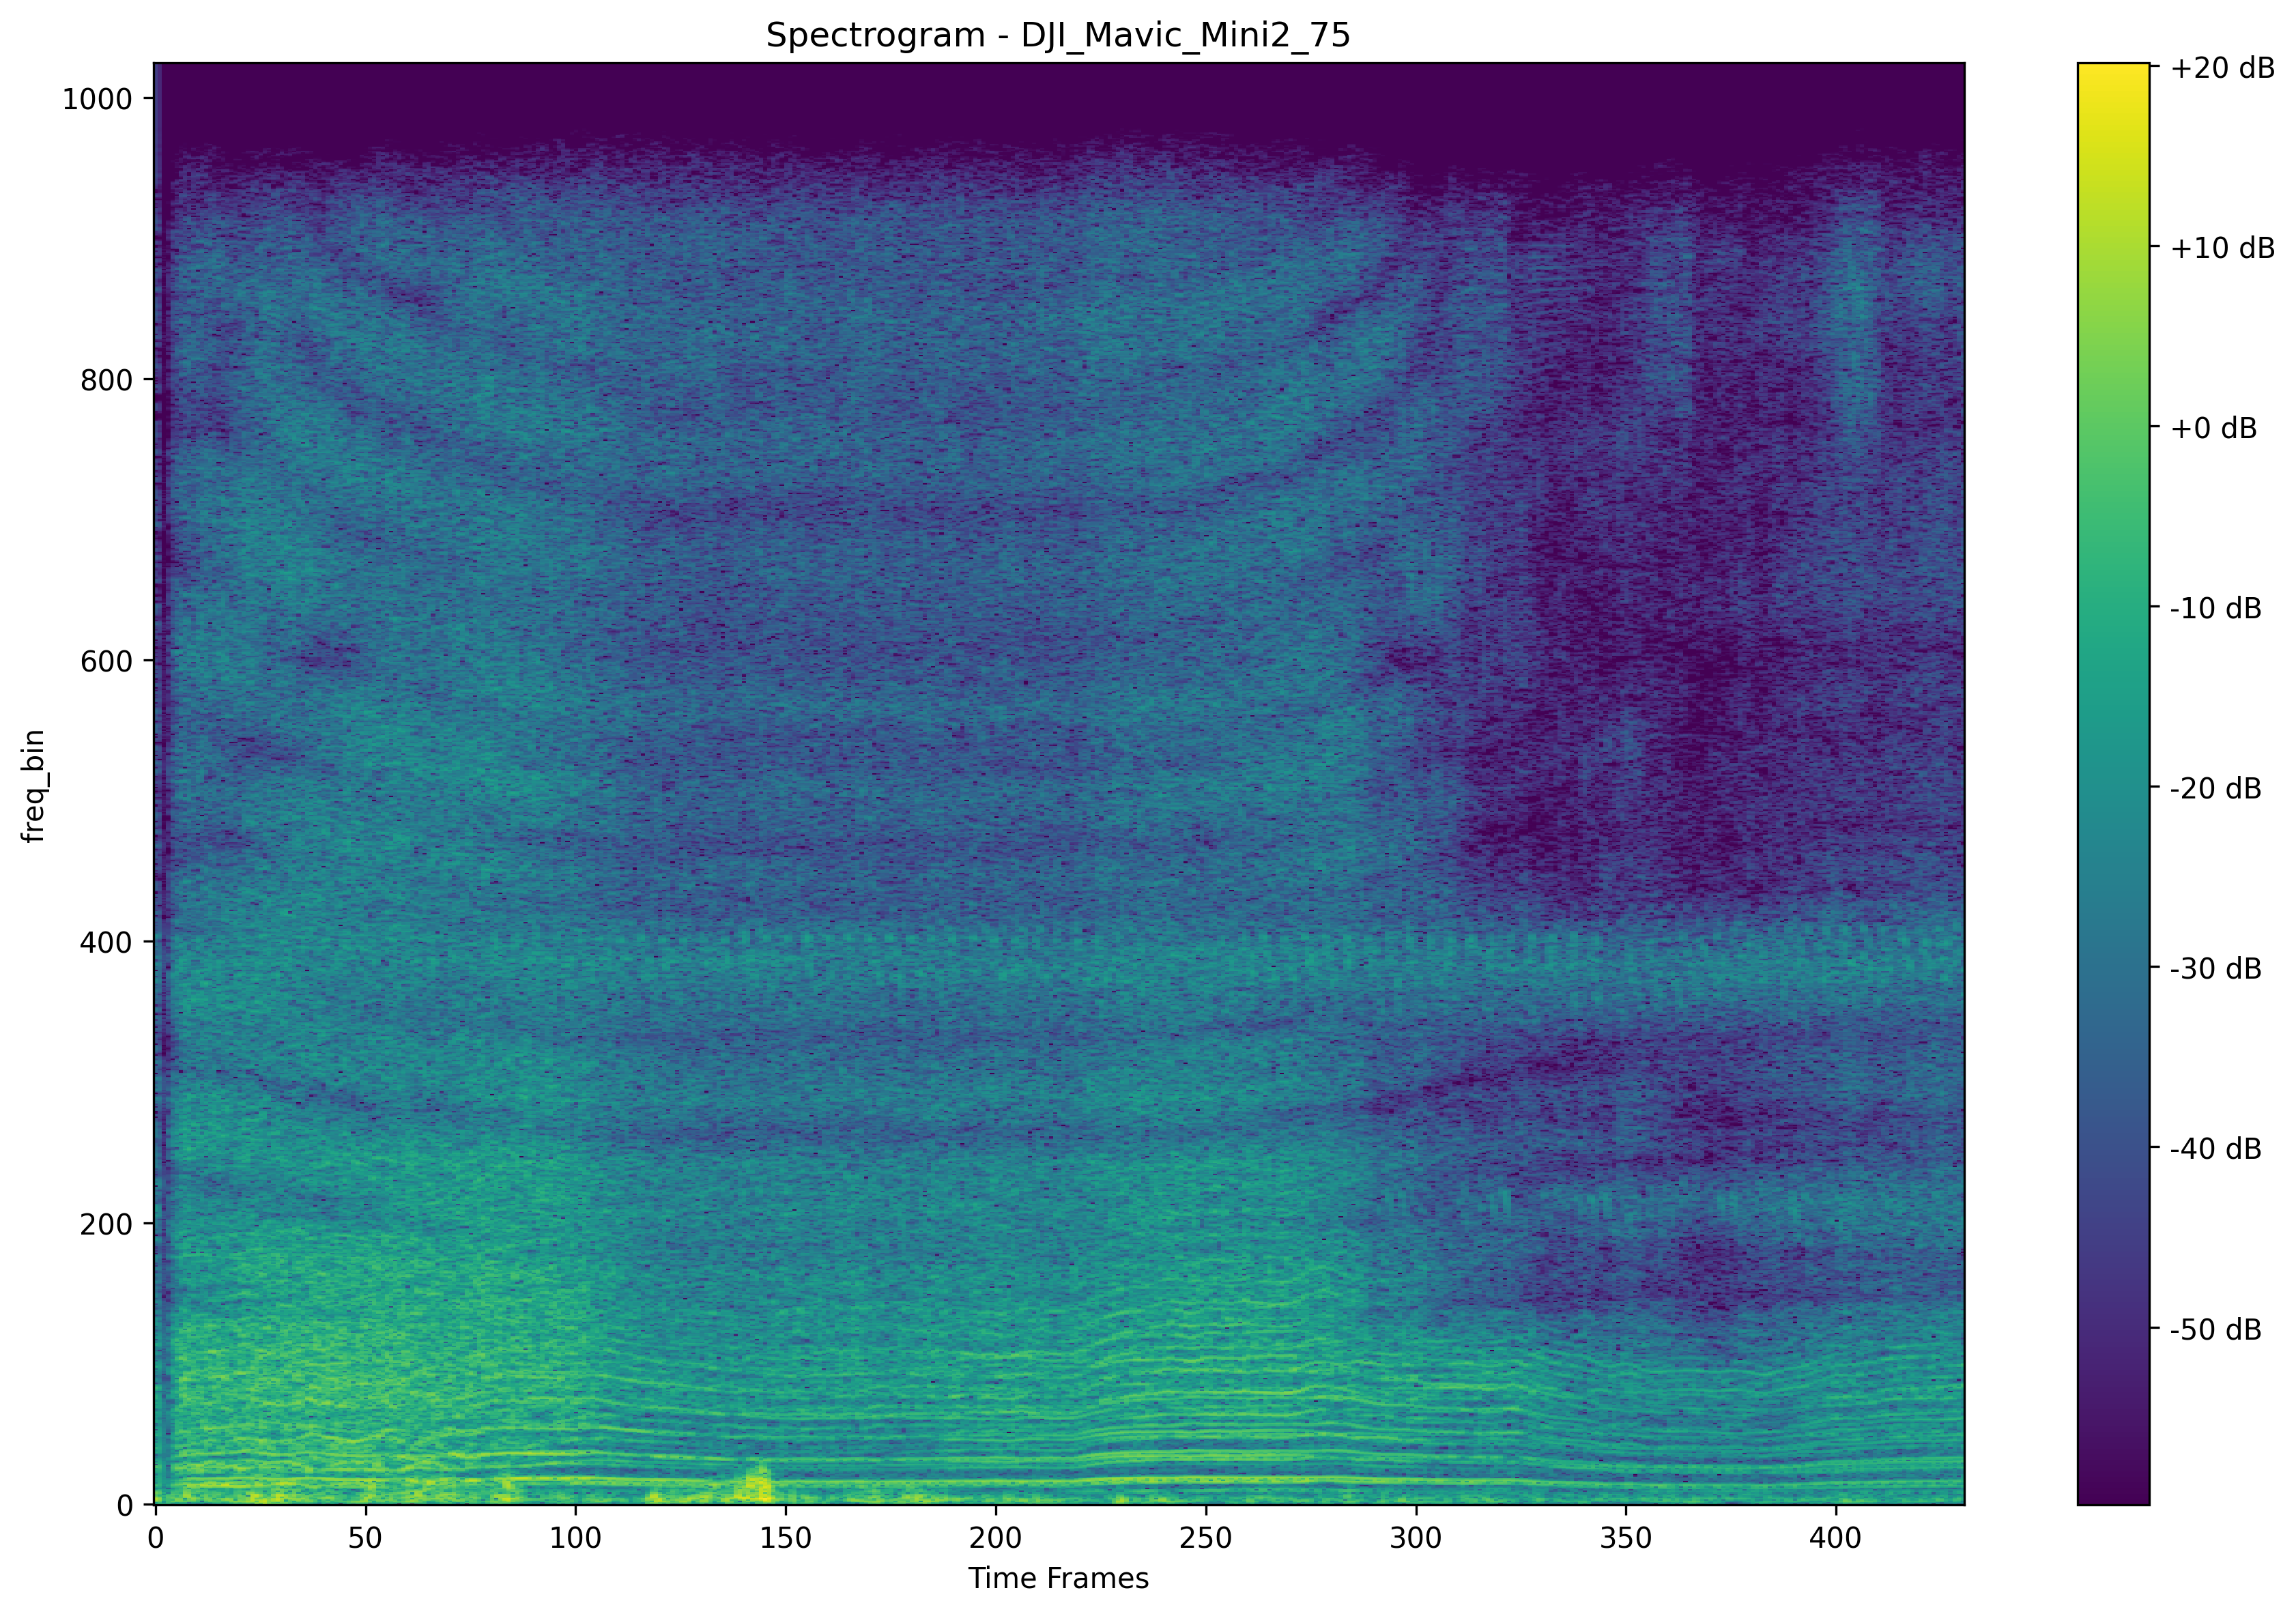 Spectrogram - DJI_Mavic_Mini2_75
1000
800
600
400
200
0
freq_bin
0 50 100 150 200 250 300 350 400
Time Frames
+20 dB
+10 dB
+0 dB
-10 dB
-20 dB
-30 dB
-40 dB
-50 dB